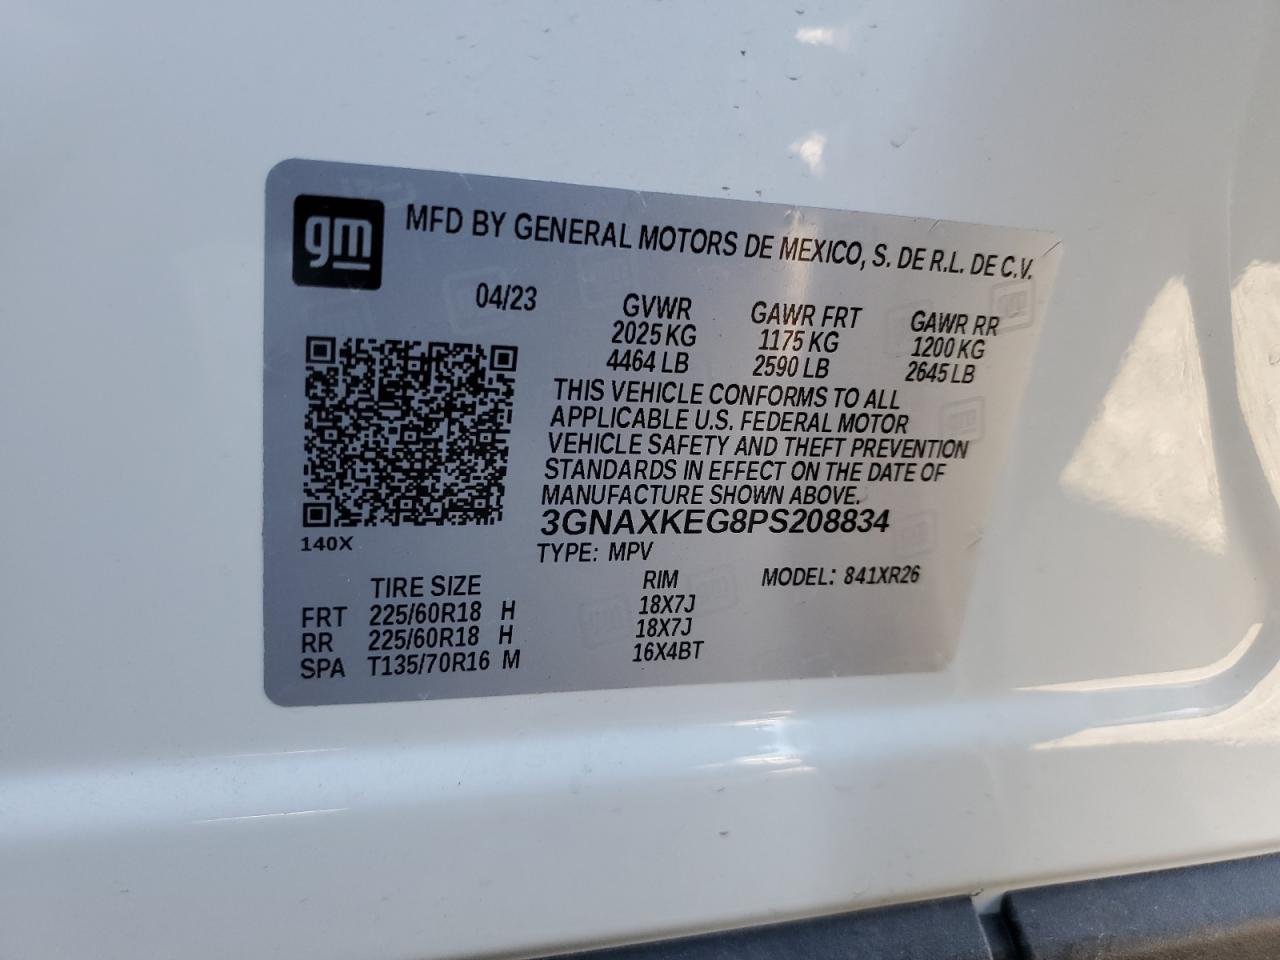 gm MFD BY GENERAL MOTORS DE MEXICO, S. DE R.L. DE C.V.
04/23 GVWR GAWR FRT GAWR RR
2025 KG 1175 KG 1200 KG
4464 LB 2590 LB 2645 LB
THIS VEHICLE CONFORMS TO ALL
APPLICABLE U.S. FEDERAL MOTOR
VEHICLE SAFETY AND THEFT PREVENTION
STANDARDS IN EFFECT ON THE DATE OF
MANUFACTURE SHOWN ABOVE.
3GNAXKEG8PS208834
140X
TYPE: MPV MODEL: 841XR26
TIRE SIZE RIM
FRT 225/60R18 H 18X7J
RR 225/60R18 H 18X7J
SPA T135/70R16 M 16X4BT